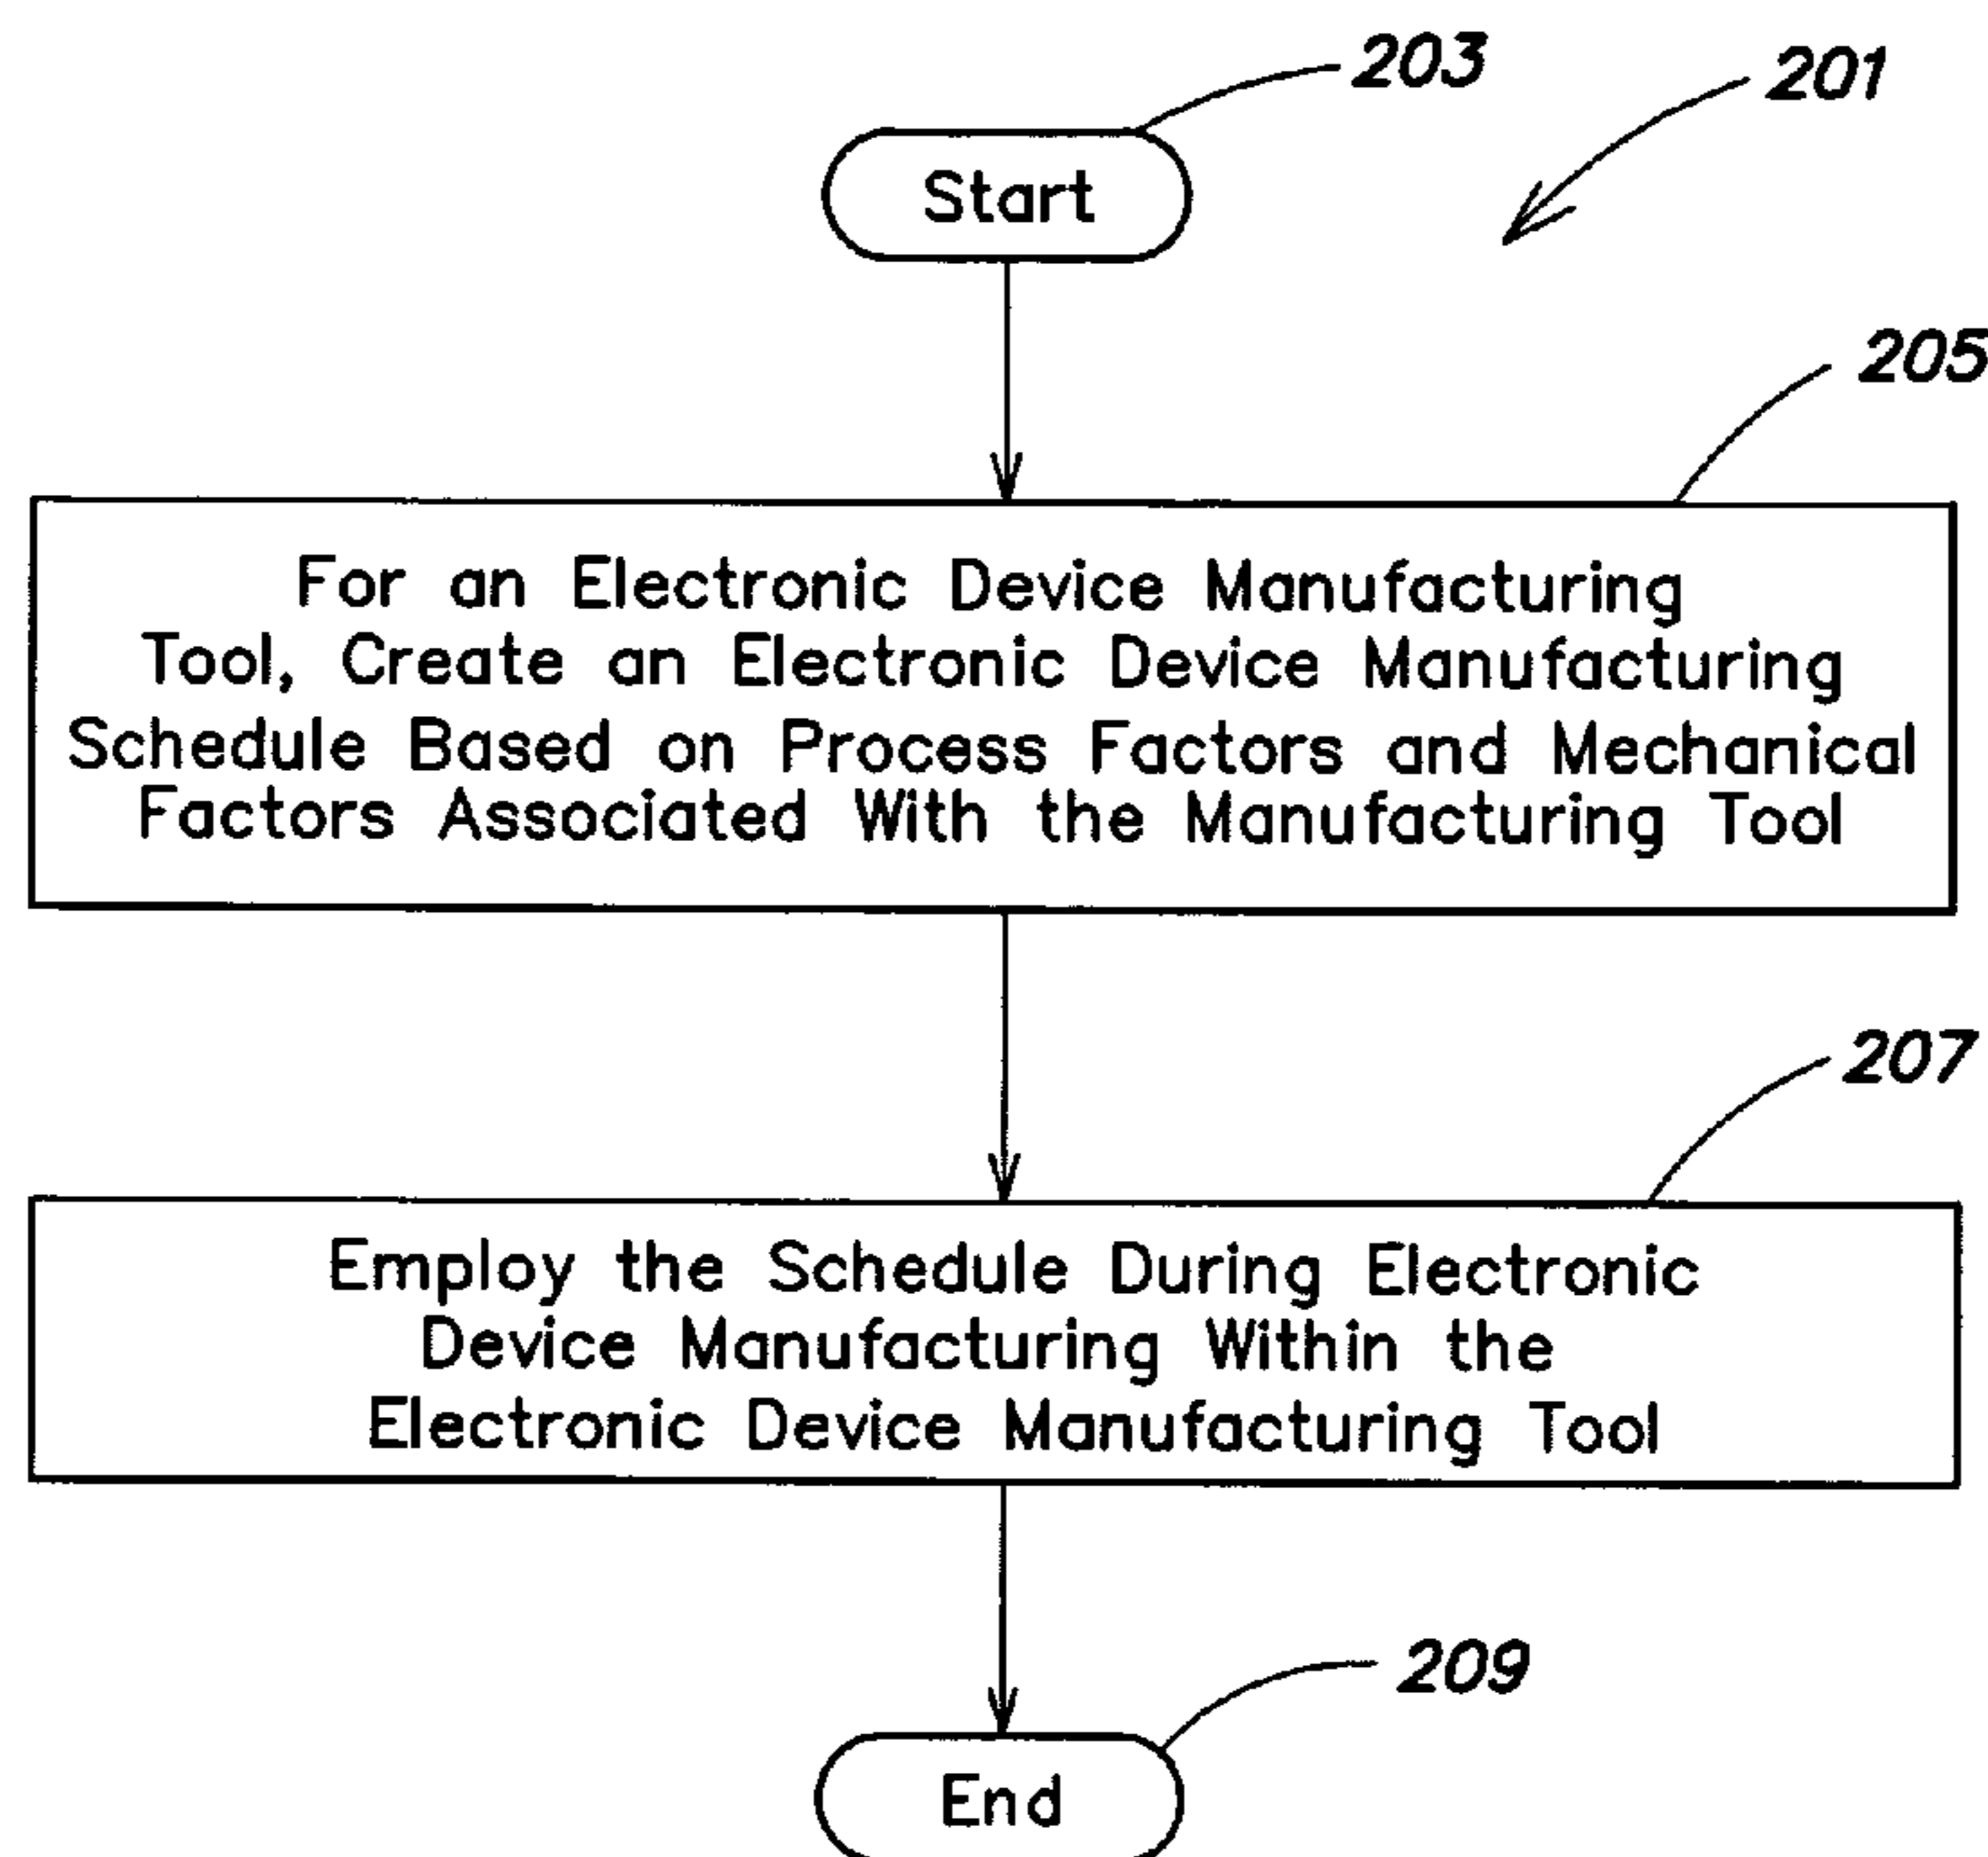 203
201
Start
205
For an Electronic Device Manufacturing
Tool, Create an Electronic Device Manufacturing
Schedule Based on Process Factors and Mechanical
Factors Associated With the Manufacturing Tool
207
Employ the Schedule During Electronic
Device Manufacturing Within the
Electronic Device Manufacturing Tool
209
End